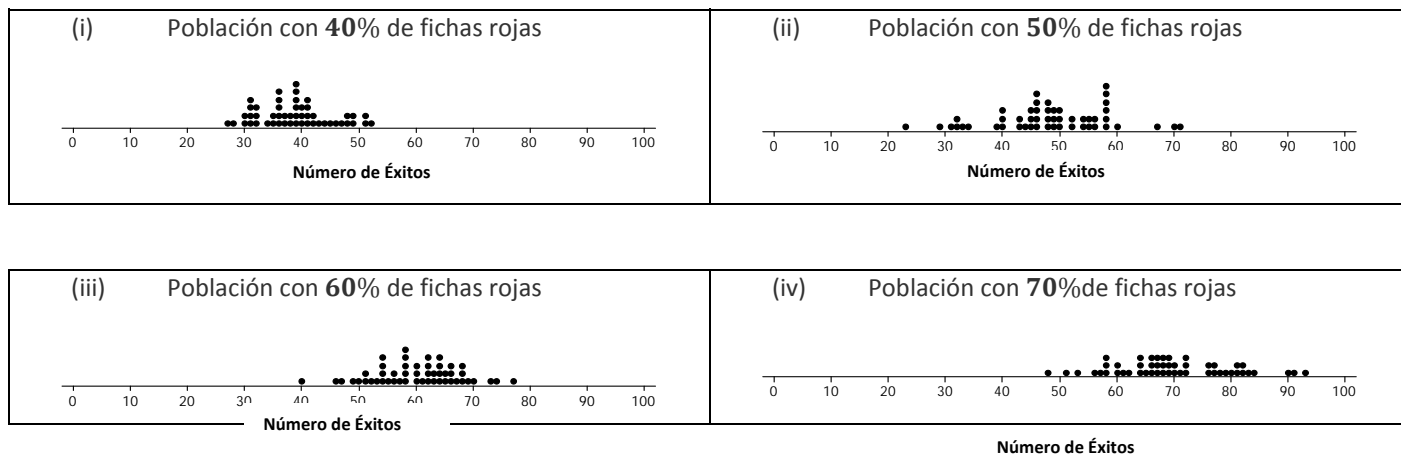 (i) Población con 40% de fichas rojas
0 10 20 30 40 50 60 70 80 90 100
Número de Éxitos
(ii) Población con 50% de fichas rojas
0 10 20 30 40 50 60 70 80 90 100
Número de Éxitos
(iii) Población con 60% de fichas rojas
0 10 20 30 40 50 60 70 80 90 100
Número de Éxitos
(iv) Población con 70%de fichas rojas
0 10 20 30 40 50 60 70 80 90 100
Número de Éxitos